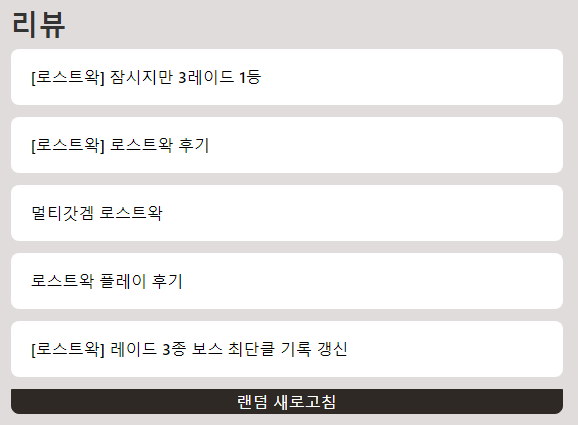 리뷰
[로스트왁] 잠시지만 3레이드 1등
[로스트왁] 로스트왁 후기
멀티갓겜 로스트왁
로스트왁 플레이 후기
[로스트왁] 레이드 3종 보스 최단클 기록 갱신
랜덤 새로고침